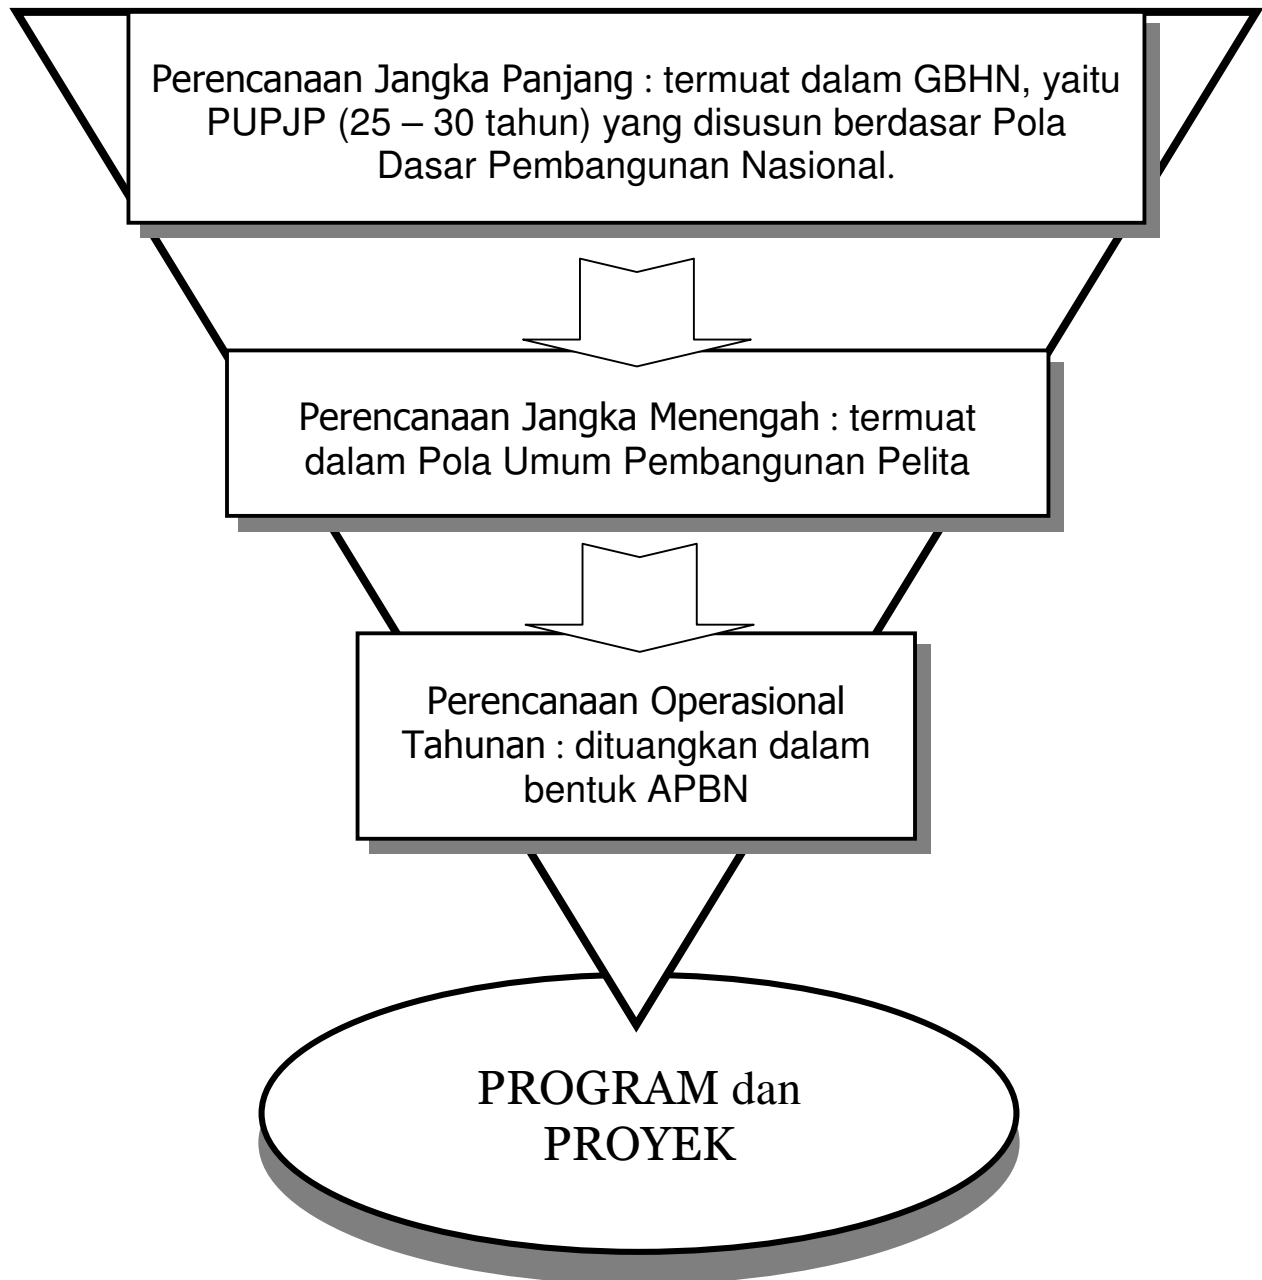 Perencanaan Jangka Panjang : termuat dalam GBHN, yaitu
PUPJP (25 – 30 tahun) yang disusun berdasar Pola
Dasar Pembangunan Nasional.
Perencanaan Jangka Menengah : termuat
dalam Pola Umum Pembangunan Pelita
Perencanaan Operasional
Tahunan : dituangkan dalam
bentuk APBN
PROGRAM dan
PROYEK